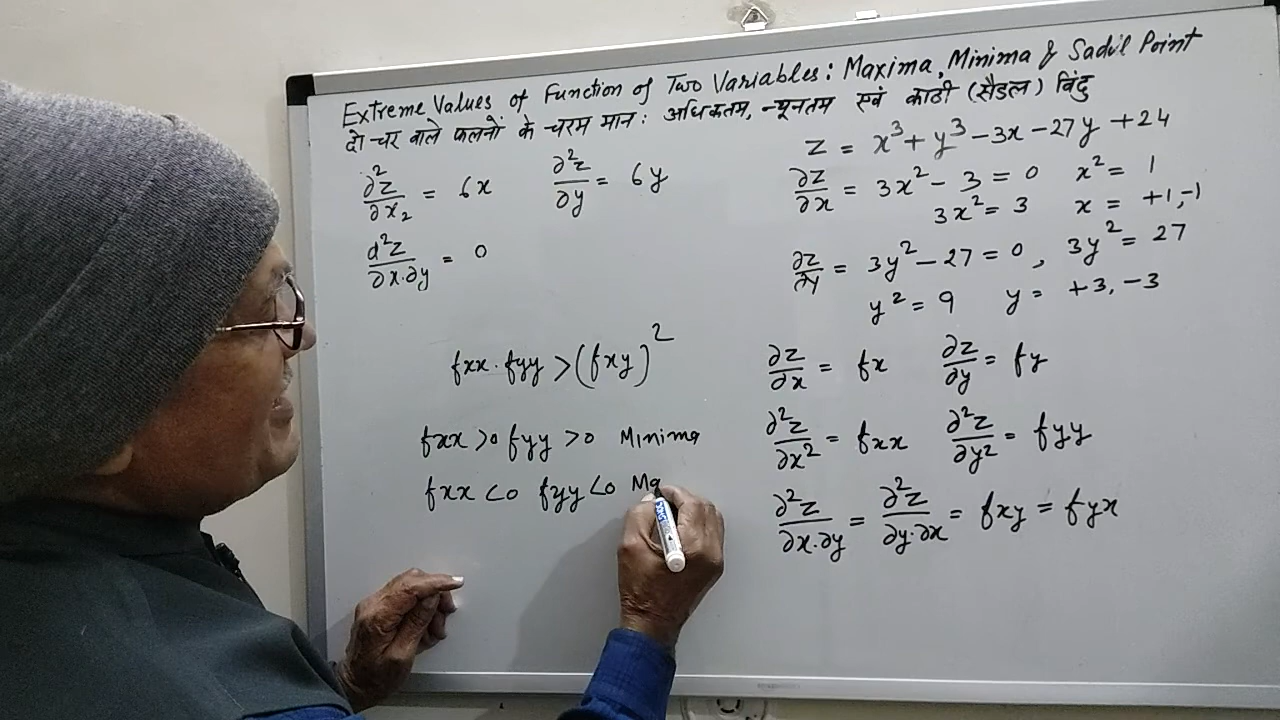 Extreme Values of Function of Two Variables: Maxima, Minima & Sadil Point
दो चर वाले फलनों के चरम मान: अधिकतम, न्यूनतम एवं काठी (सैडल) बिंदु
∂²z/∂x₂ = 6x   ∂²z/∂y = 6y
d²z/∂x.∂y = 0
fxx . fyy > (fxy)²
fxx >0 fyy >0 Minima
fxx <0 fyy <0 Ma
z = x³ + y³ - 3x - 27y + 24
∂z/∂x = 3x² - 3 = 0   x² = 1
3x² = 3   x = +1, -1
∂z/∂y = 3y² - 27 = 0, 3y² = 27
y² = 9   y = +3, -3
∂z/∂x = fx   ∂z/∂y = fy
∂²z/∂x² = fxx   ∂²z/∂y² = fyy
∂²z/∂x.∂y = ∂²z/∂y.∂x = fxy = fyx